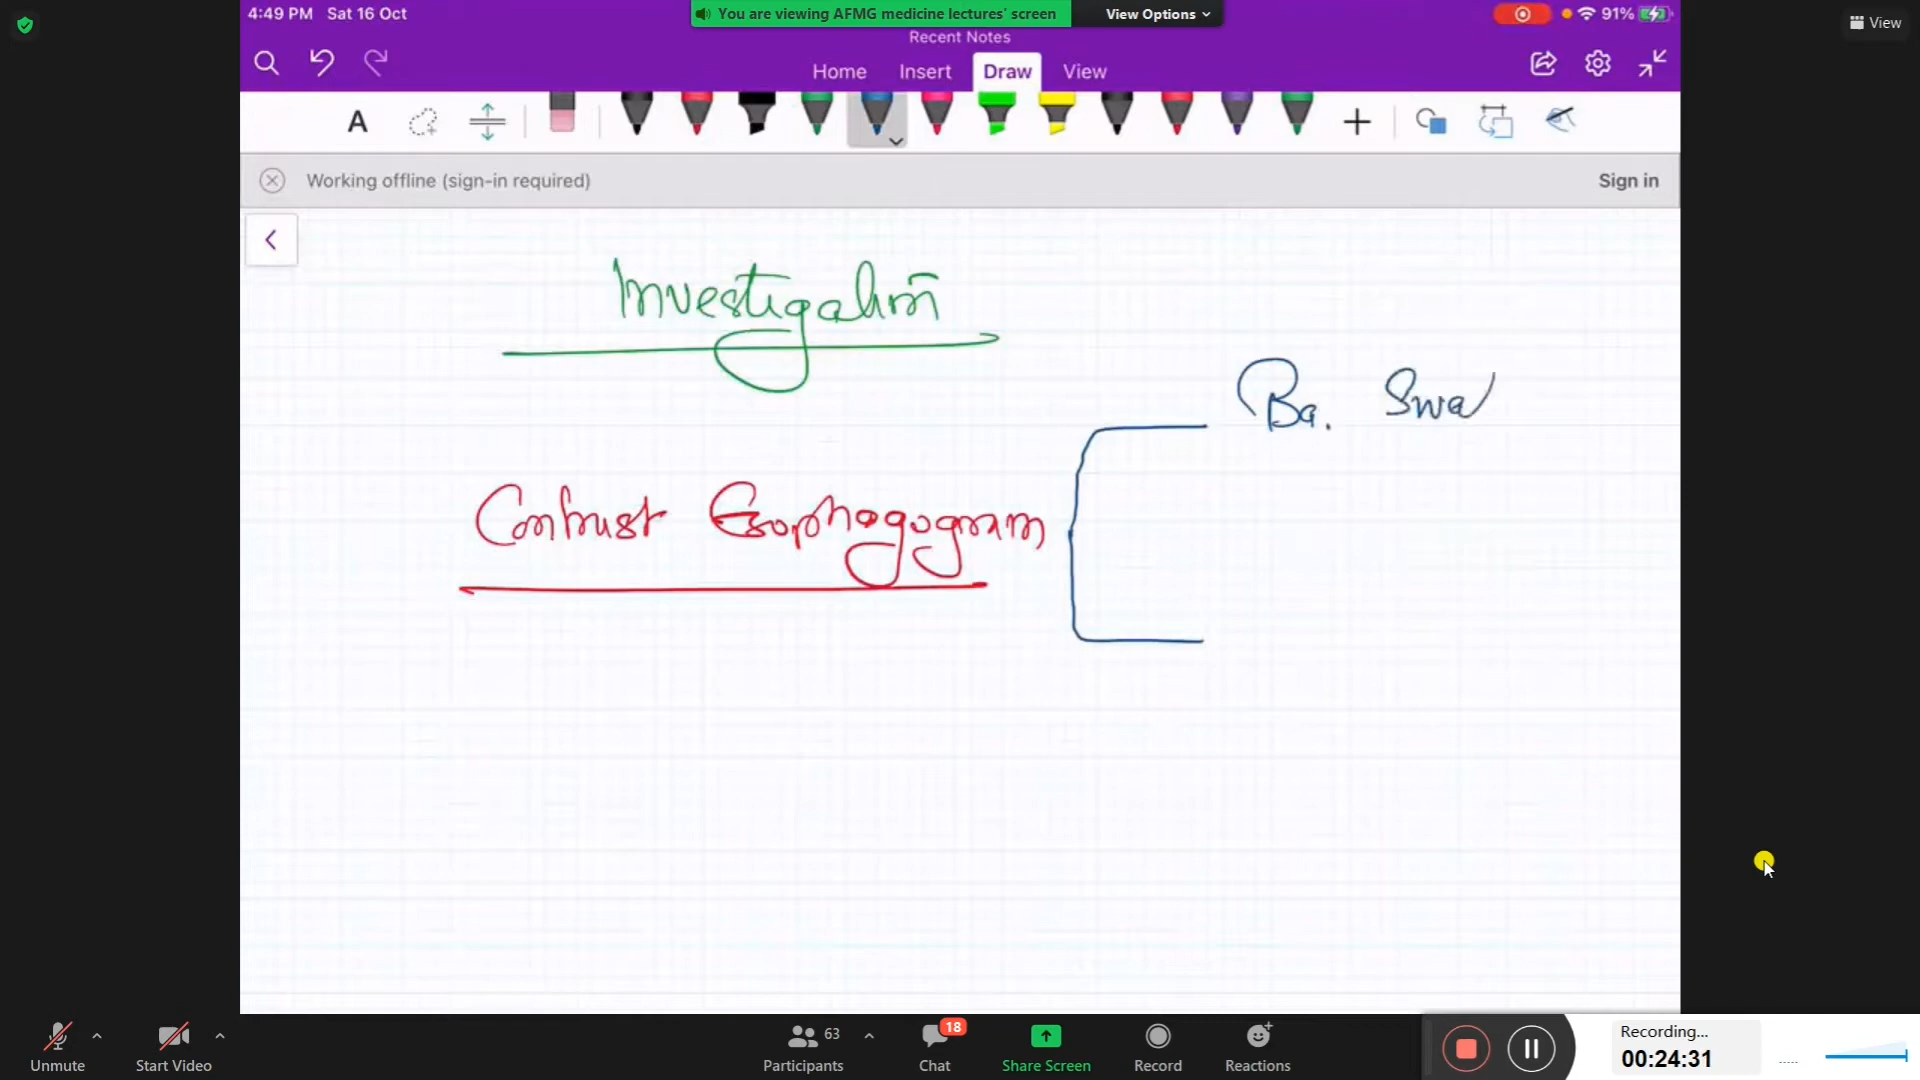 4:49 PM Sat 16 Oct
You are viewing AFMG medicine lectures' screen View Options
91%
View
Recent Notes
Home Insert Draw View
A
Working offline (sign-in required) Sign in
Investigation
Ba. Swa
Contrast Esophagogram
Unmute
Start Video
63
Participants
18
Chat
Share Screen
Record
Reactions
Recording...
00:24:31